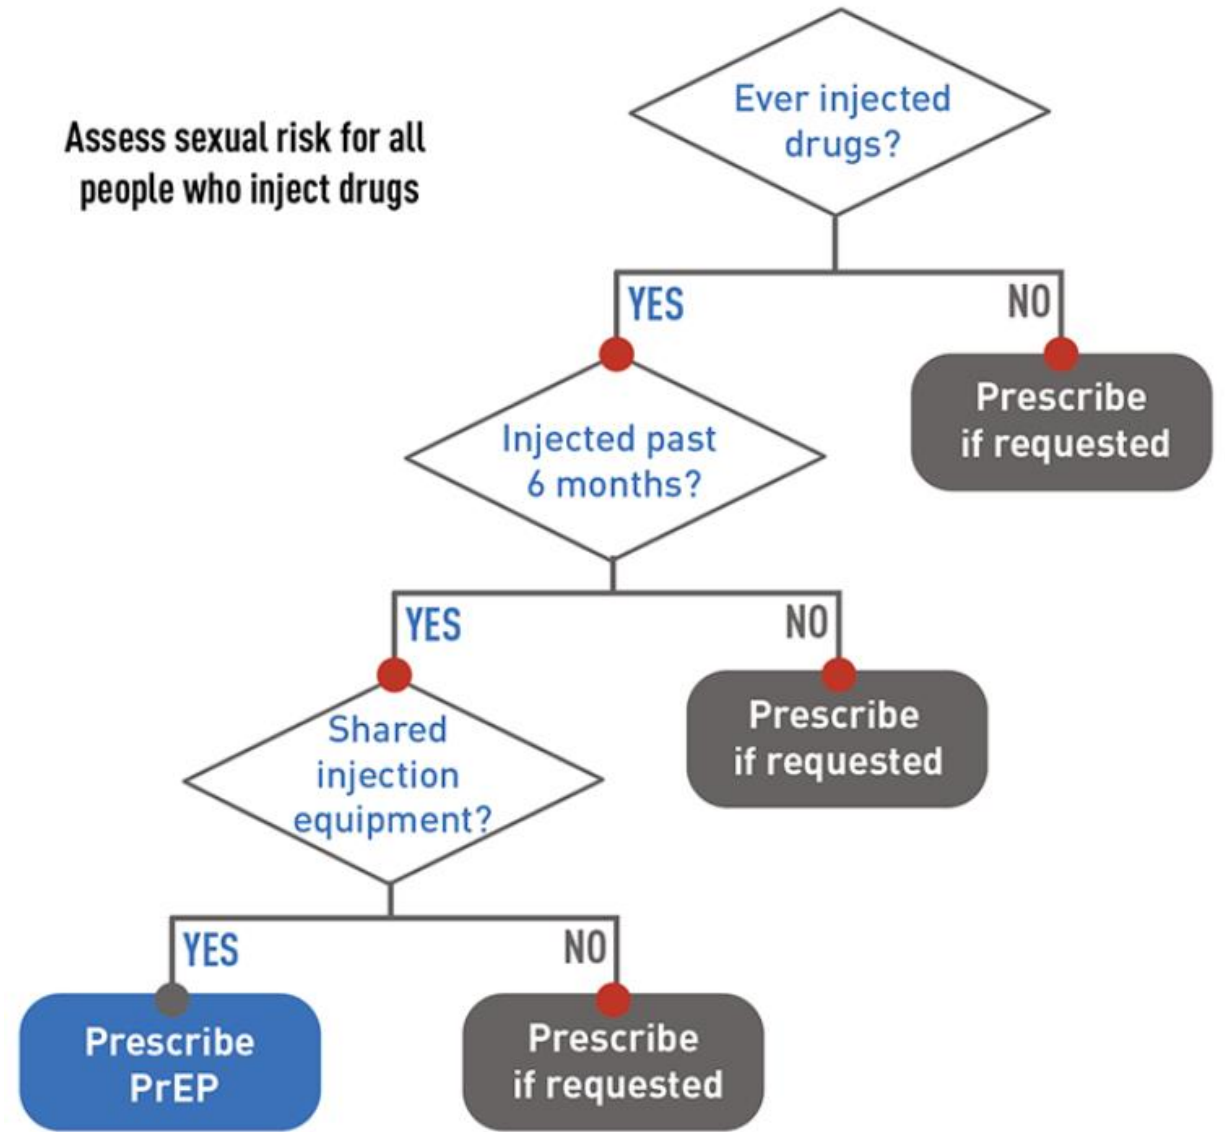 Assess sexual risk for all
people who inject drugs
Ever injected
drugs?
YES
NO
Prescribe
if requested
Injected past
6 months?
YES
NO
Prescribe
if requested
Shared
injection
equipment?
YES
NO
Prescribe
PrEP
Prescribe
if requested